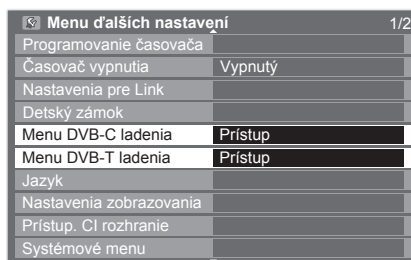 Menu ďalších nastavení 1/2
Programovanie časovača
Časovač vypnutia Vypnutý
Nastavenia pre Link
Detský zámok
Menu DVB-C ladenia Prístup
Menu DVB-T ladenia Prístup
Jazyk
Nastavenia zobrazovania
Prístup. CI rozhranie
Systémové menu